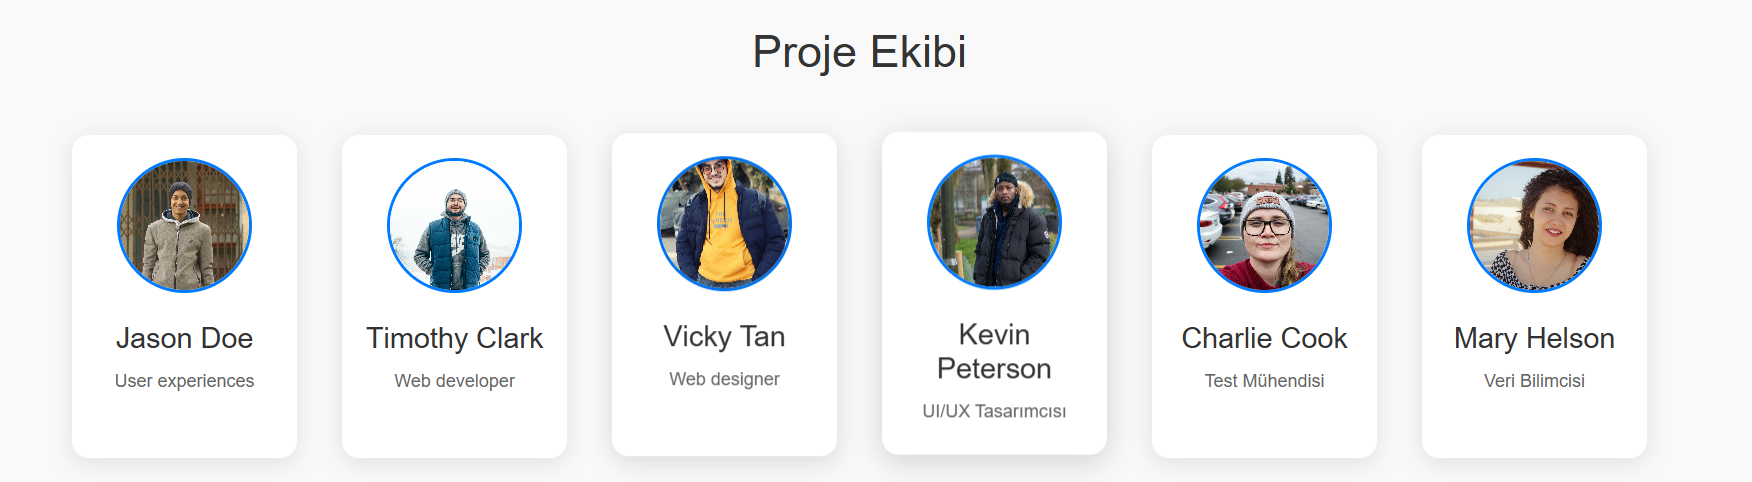 Proje Ekibi
Jason Doe
User experiences
Timothy Clark
Web developer
Vicky Tan
Web designer
Kevin
Peterson
UI/UX Tasarımcısı
Charlie Cook
Test Mühendisi
Mary Helson
Veri Bilimcisi